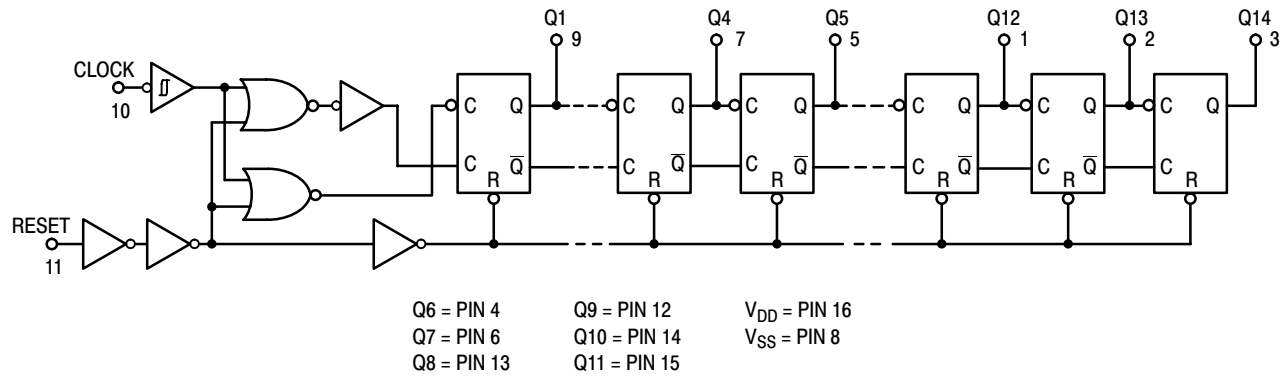 Q1 Q4 Q5 Q12 Q13 Q14
9 7 5 1 2 3
CLOCK
10
C Q C Q C Q C Q C Q C Q
C Q̅ C Q̅ C Q̅ C Q̅ C Q̅ C
R R R R R R
RESET
11
Q6 = PIN 4 Q9 = PIN 12 V_DD = PIN 16
Q7 = PIN 6 Q10 = PIN 14 V_SS = PIN 8
Q8 = PIN 13 Q11 = PIN 15